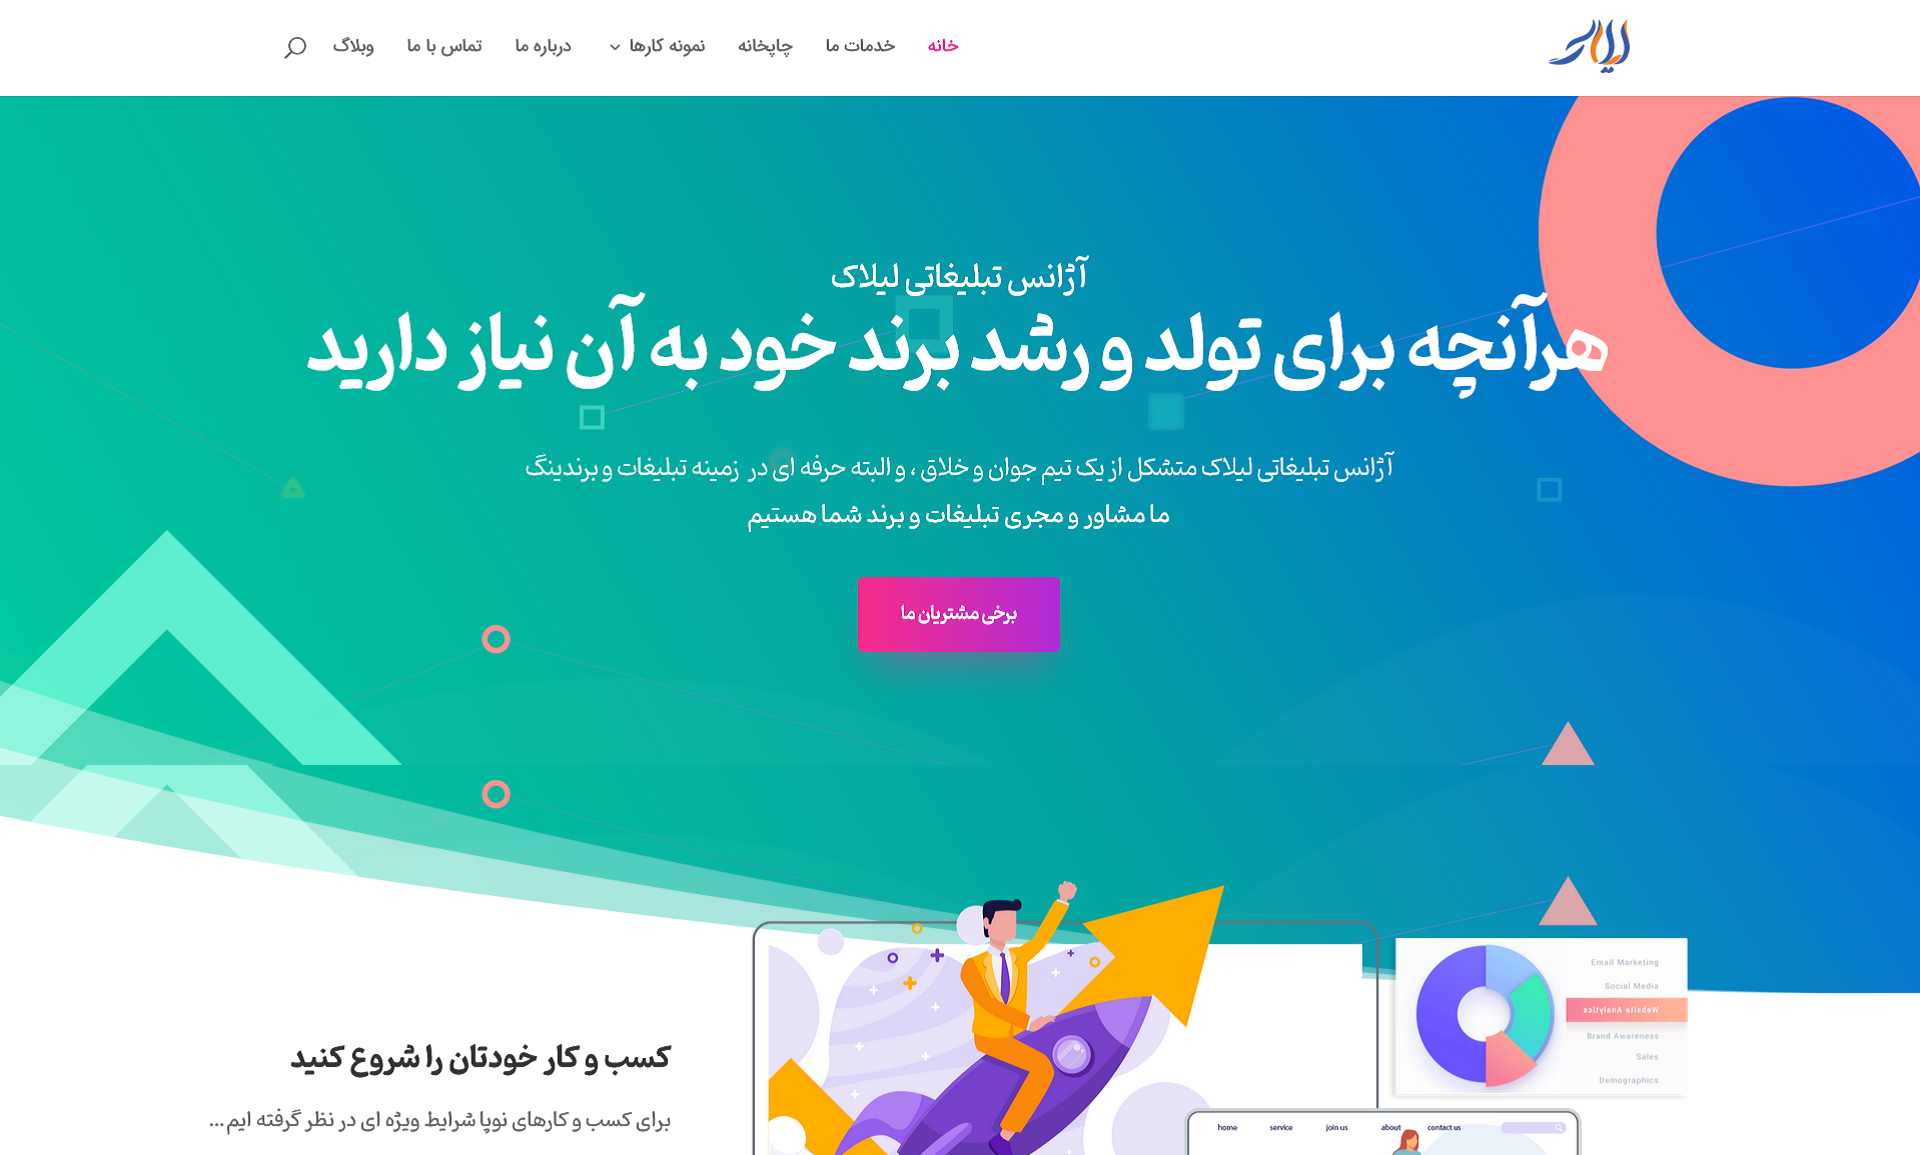 لیلاک
خانه
خدمات ما
چاپخانه
نمونه کارها
درباره ما
تماس با ما
وبلاگ
آژانس تبلیغاتی لیلاک
هرآنچه برای تولد و رشد برند خود به آن نیاز دارید
آژانس تبلیغاتی لیلاک متشکل از یک تیم جوان و خلاق ، و البته حرفه ای در زمینه تبلیغات و برندینگ
ما مشاور و مجری تبلیغات و برند شما هستیم
برخی مشتریان ما
کسب و کار خودتان را شروع کنید
برای کسب و کارهای نوپا شرایط ویژه ای در نظر گرفته ایم...
Email Marketing
Social Media
Website Analytics
Brand Awareness
Sales
Demographics
home service join us about contact us